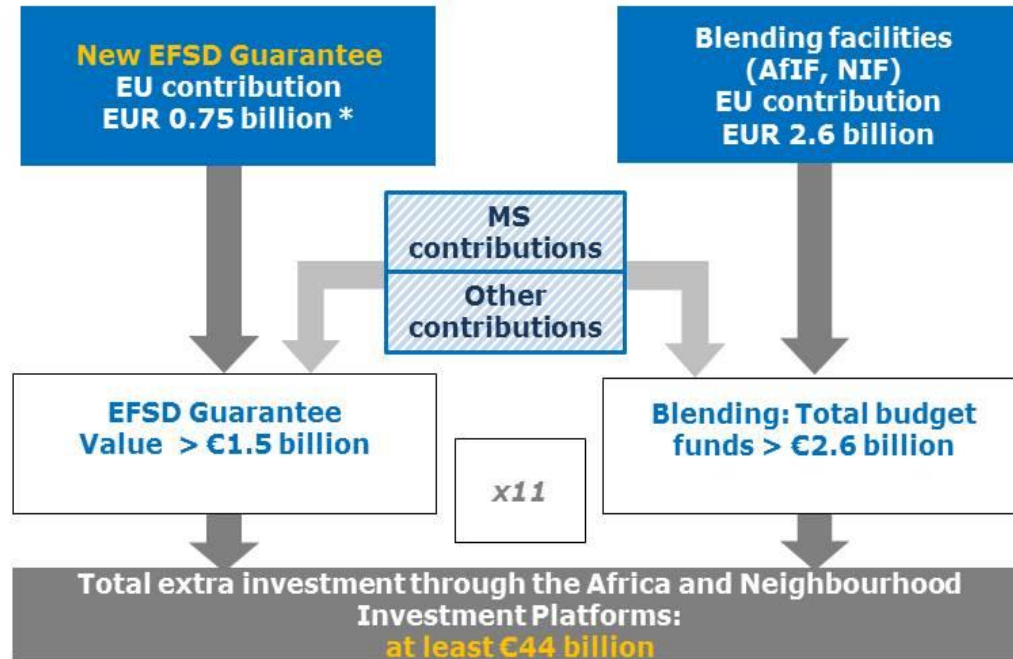 New EFSD Guarantee
EU contribution
EUR 0.75 billion *
Blending facilities
(AfIF, NIF)
EU contribution
EUR 2.6 billion
MS
contributions
Other
contributions
EFSD Guarantee
Value > €1.5 billion
Blending: Total budget
funds > €2.6 billion
x11
Total extra investment through the Africa and Neighbourhood
Investment Platforms:
at least €44 billion